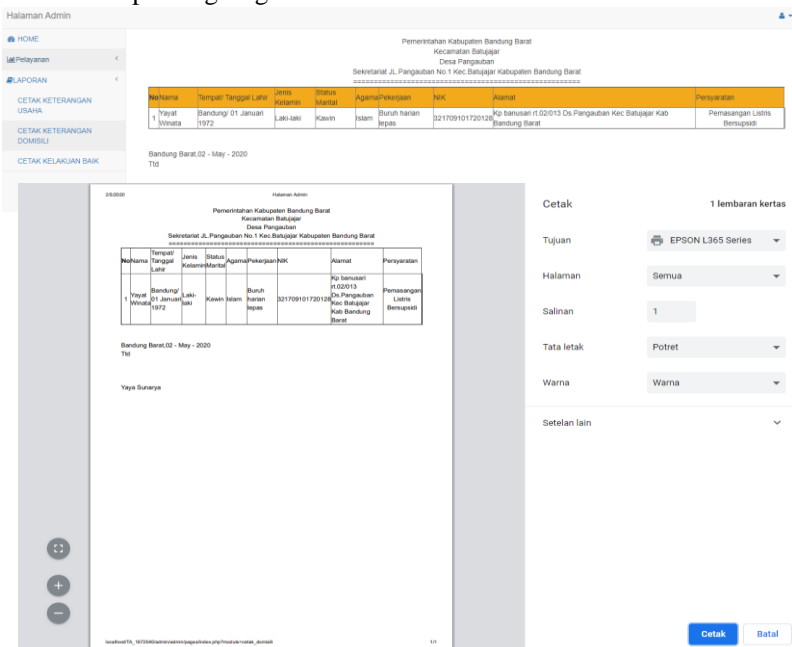 Halaman Admin
HOME
Pelayanan
LAPORAN
CETAK KETERANGAN
USAHA
CETAK KETERANGAN
DOMISILI
CETAK KELAKUAN BAIK
Pemerintahan Kabupaten Bandung Barat
Kecamatan Batujajar
Desa Pangauban
Sekretariat JL.Pangauban No.1 Kec.Batujajar Kabupaten Bandung Barat
No Nama Tempat/ Tanggal Lahir Jenis Kelamin Status Marital Agama Pekerjaan NIK Alamat Persyaratan
1 Yayat Winata Bandung/ 01 Januari 1972 Laki-laki Kawin Islam Buruh harian lepas 321709101720128 Kp banusari rt.02/013 Ds.Pangauban Kec Batujajar Kab Bandung Barat Pemasangan Listris Bersupsidi
Bandung Barat,02 - May - 2020
Ttd
2/5/2020 Halaman Admin
Pemerintahan Kabupaten Bandung Barat
Kecamatan Batujajar
Desa Pangauban
Sekretariat JL.Pangauban No.1 Kec.Batujajar Kabupaten Bandung Barat
No Nama Tempat/ Tanggal Lahir Jenis Kelamin Status Marital Agama Pekerjaan NIK Alamat Persyaratan
1 Yayat Winata Bandung/ 01 Januari 1972 Laki-laki Kawin Islam Buruh harian lepas 321709101720128 Kp banusari rt.02/013 Ds.Pangauban Kec Batujajar Kab Bandung Barat Pemasangan Listris Bersupsidi
Bandung Barat,02 - May - 2020
Ttd
Yaya Sunarya
1/1
Cetak 1 lembaran kertas
Tujuan EPSON L365 Series
Halaman Semua
Salinan 1
Tata letak Potret
Warna Warna
Setelan lain
Cetak Batal